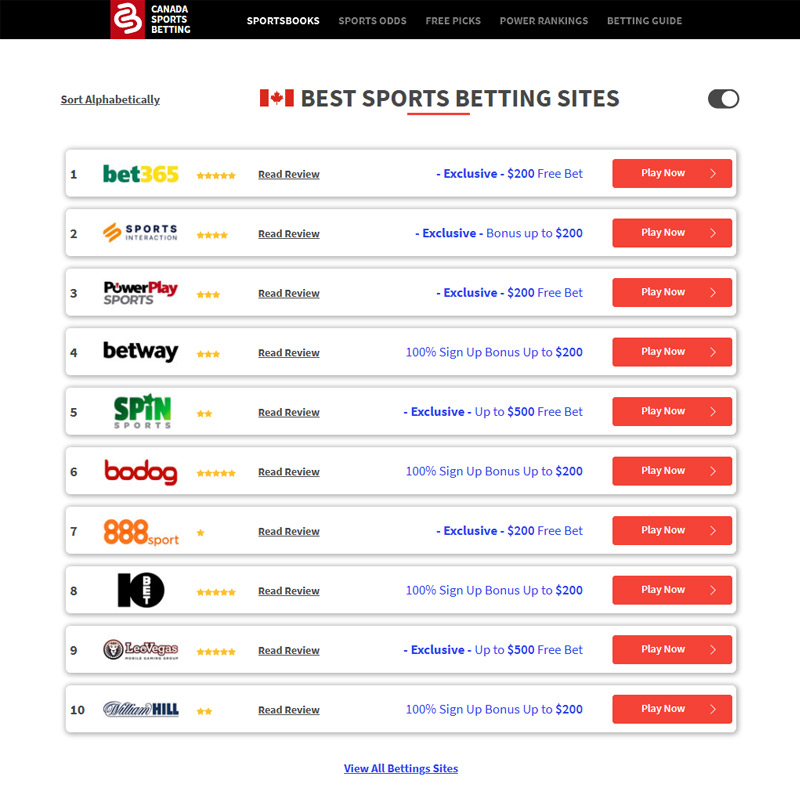 CANADA
SPORTS
BETTING
SPORTSBOOKS SPORTS ODDS FREE PICKS POWER RANKINGS BETTING GUIDE
Sort Alphabetically
BEST SPORTS BETTING SITES
1 bet365 Read Review - Exclusive - $200 Free Bet Play Now
2 SPORTS INTERACTION Read Review - Exclusive - Bonus up to $200 Play Now
3 PowerPlay SPORTS Read Review - Exclusive - $200 Free Bet Play Now
4 betway Read Review 100% Sign Up Bonus Up to $200 Play Now
5 SPIN SPORTS Read Review - Exclusive - Up to $500 Free Bet Play Now
6 bodog Read Review 100% Sign Up Bonus Up to $200 Play Now
7 888sport Read Review - Exclusive - $200 Free Bet Play Now
8 10 BET Read Review 100% Sign Up Bonus Up to $200 Play Now
9 LeoVegas MOBILE GAMING GROUP Read Review - Exclusive - Up to $500 Free Bet Play Now
10 William HILL Read Review 100% Sign Up Bonus Up to $200 Play Now
View All Bettings Sites